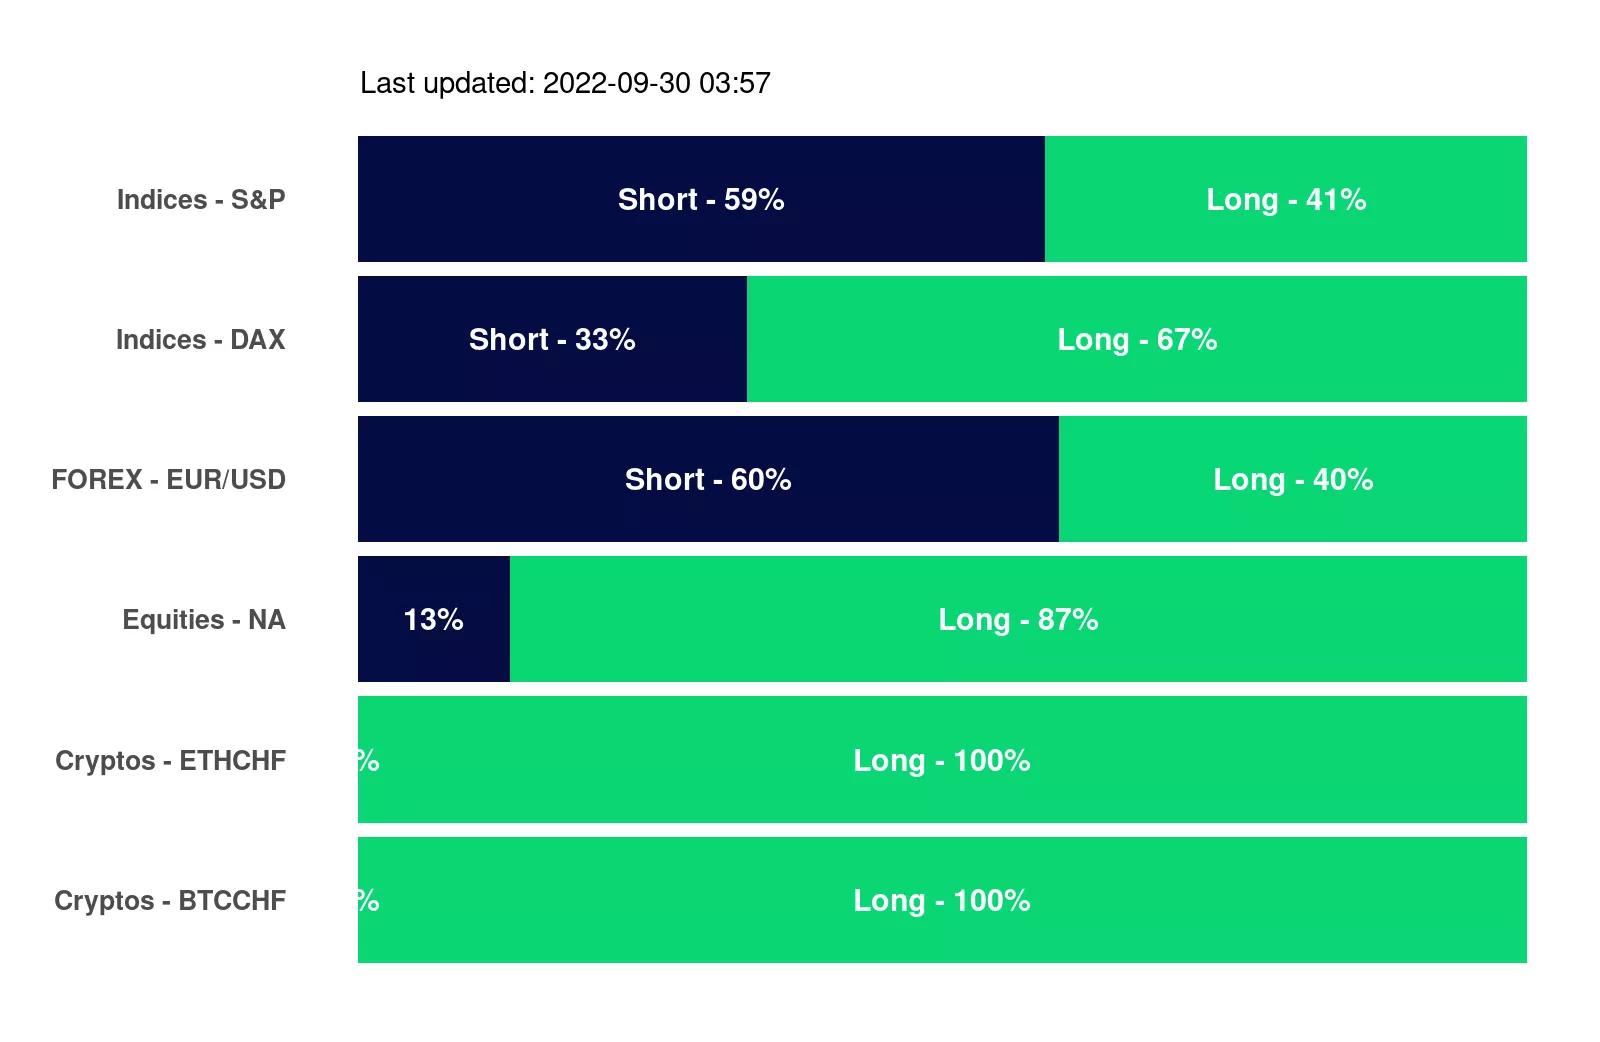 Last updated: 2022-09-30 03:57
Indices - S&P Short - 59% Long - 41%
Indices - DAX Short - 33% Long - 67%
FOREX - EUR/USD Short - 60% Long - 40%
Equities - NA 13% Long - 87%
Cryptos - ETHCHF % Long - 100%
Cryptos - BTCCHF % Long - 100%